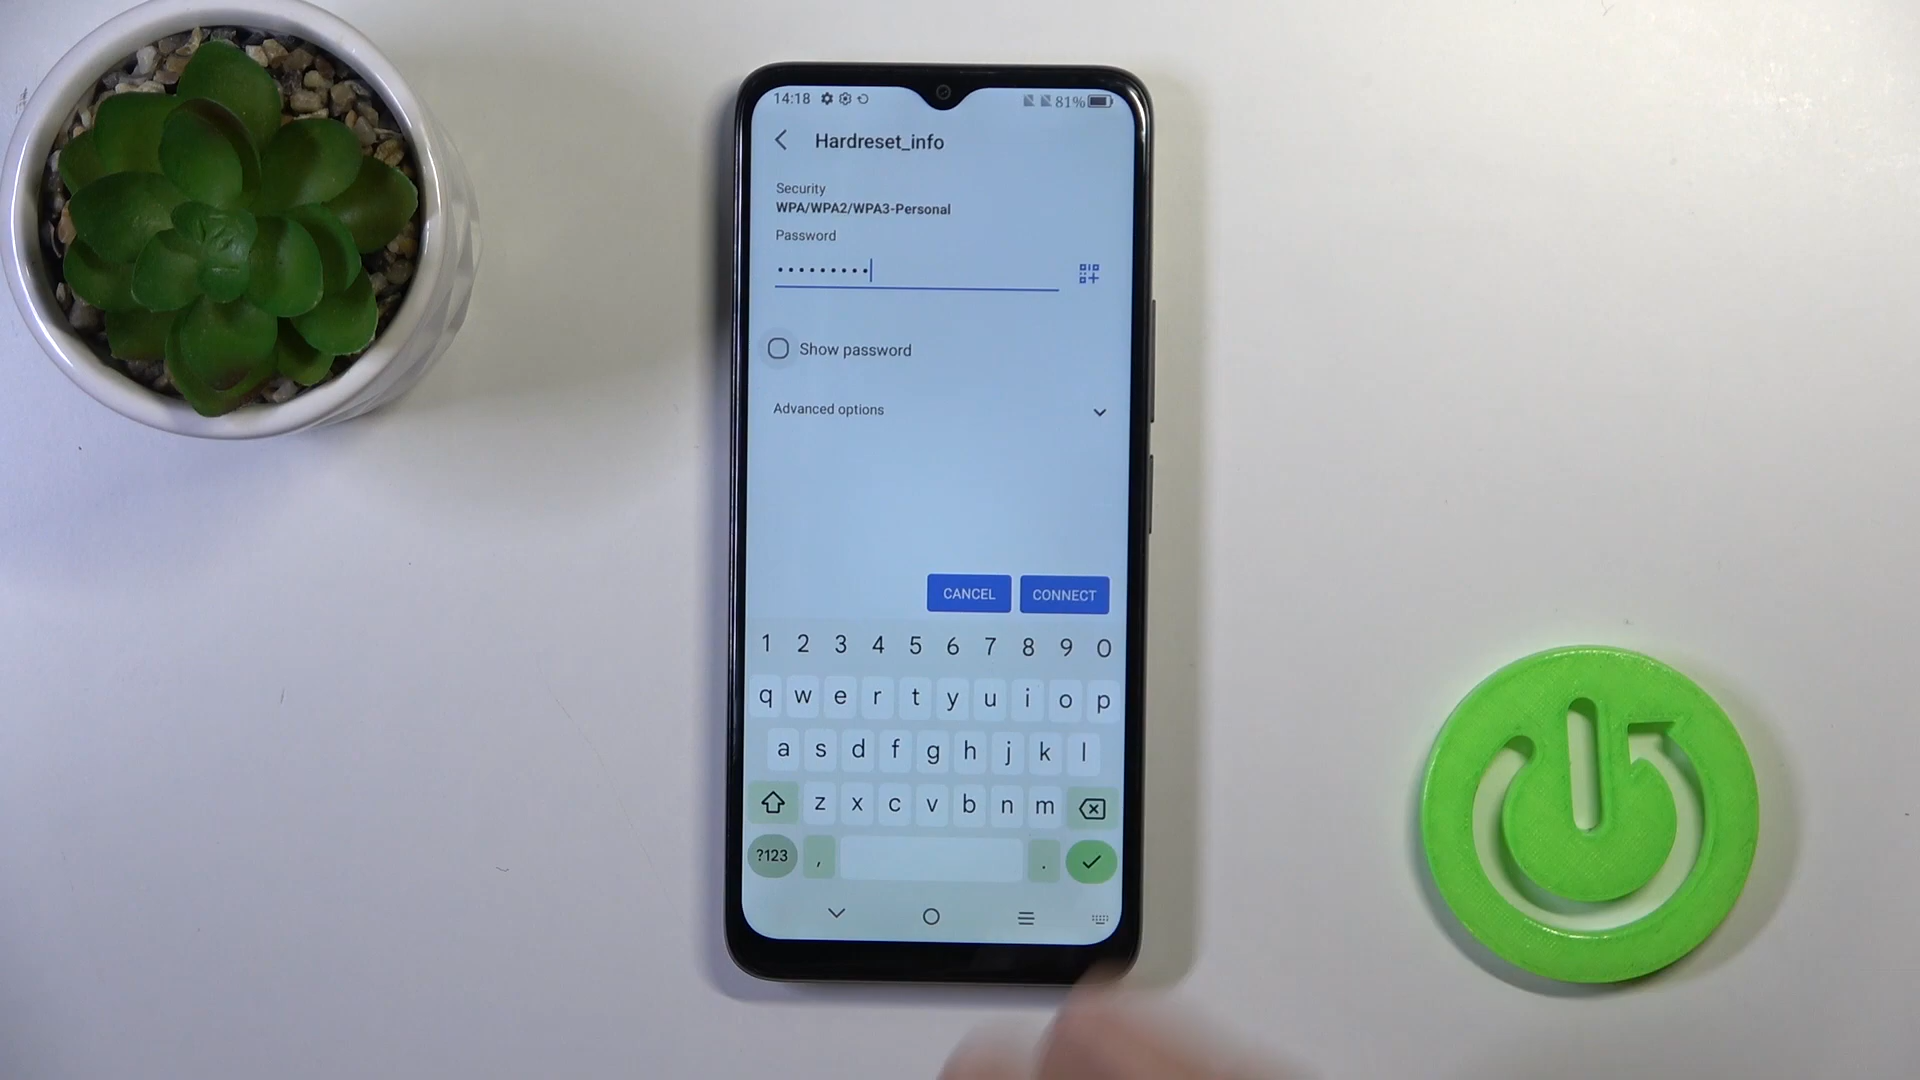 14:18 81%
Hardreset_info
Security
WPA/WPA2/WPA3-Personal
Password
•••••••••
Show password
Advanced options
CANCEL CONNECT
1 2 3 4 5 6 7 8 9 0
q w e r t y u i o p
a s d f g h j k l
z x c v b n m
?123 , .